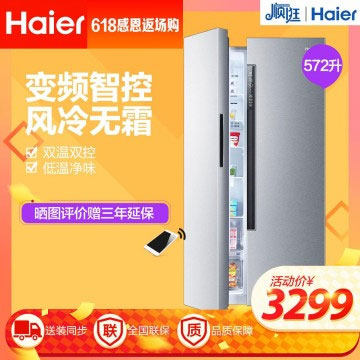 Haier 618感恩返场购
顺逛 Haier
572升
变频智控
风冷无霜
双温双控
低温净味
晒图评价赠三年延保
活动价¥
3299
送装同步
联 全国联保
质 品质保障